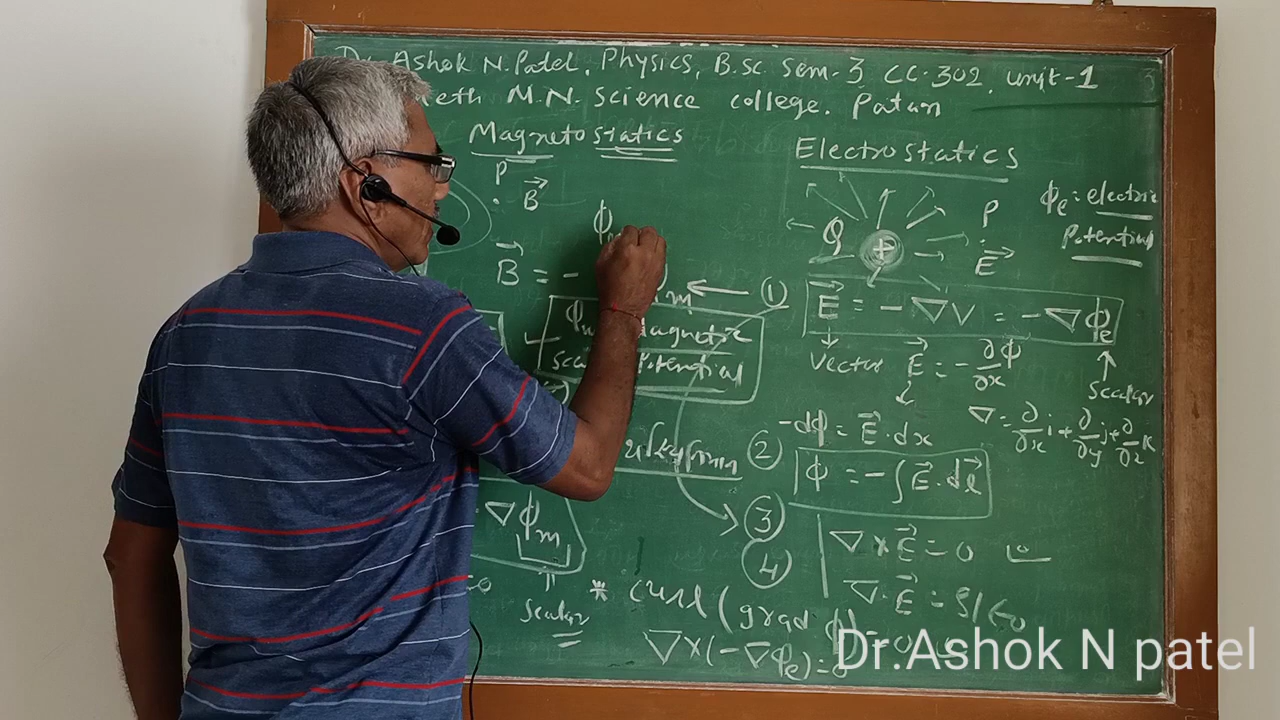 Ashok N. Patel, Physics, B.Sc. Sem-3 CC-302, unit-1
M.N. Science college. Patan
Magnetostatics
P
B⃗
ϕ
B⃗ = -
m ← ①
Magnetic
Potential
∇ϕm
scalar
Electrostatics
ϕe: electric
Potential
Q
+
P
E⃗
E⃗ = -∇V = -∇ϕe
Vector E⃗ = -∂ϕ/∂x
scalar
∇ = ∂/∂x i + ∂/∂y j + ∂/∂z k
-dϕ = E⃗.dx
② ϕ = -∫E⃗.dl⃗
③ ∇×E⃗ = 0
④ ∇.E⃗ = ρ/ϵ₀
* curl (grad ϕ)
∇×(-∇ϕe) = 0
Dr.Ashok N patel